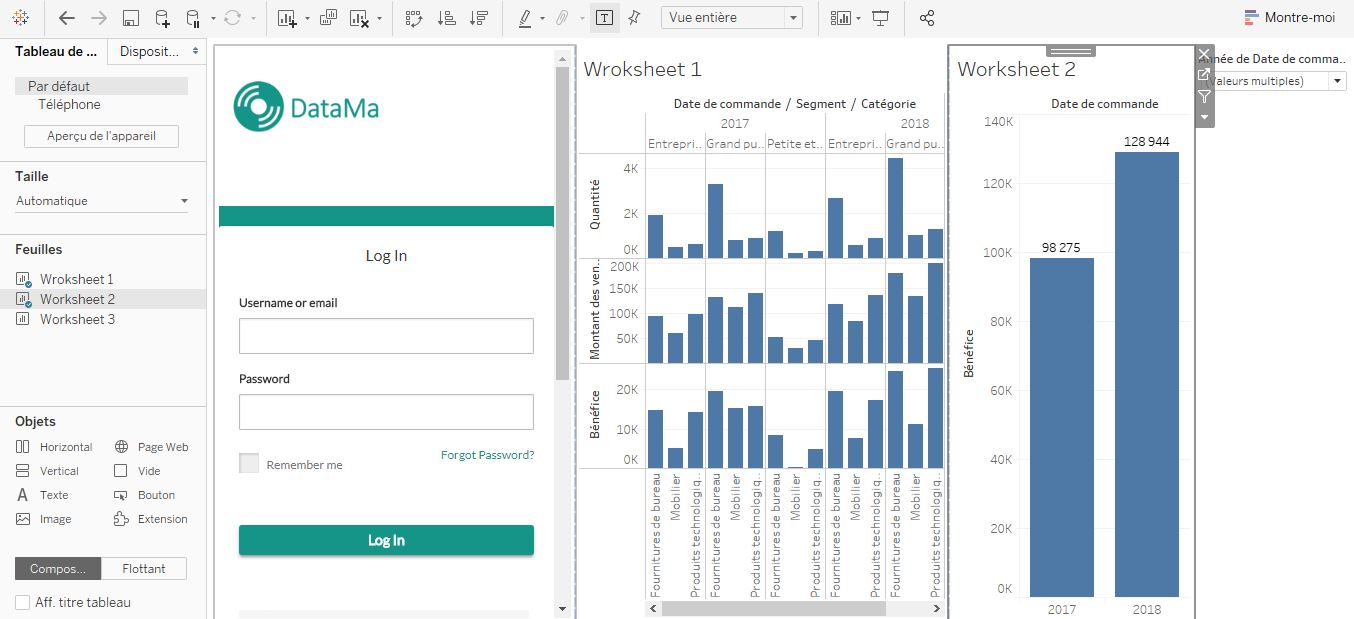 Vue entière
Montre-moi
Tableau de ...
Disposit...
Par défaut
Téléphone
Aperçu de l'appareil
Taille
Automatique
Feuilles
Wroksheet 1
Worksheet 2
Worksheet 3
Objets
Horizontal
Page Web
Vertical
Vide
A Texte
Bouton
Image
Extension
Compos...
Flottant
Aff. titre tableau
DataMa
Log In
Username or email
Password
Remember me
Forgot Password?
Log In
Wroksheet 1
Date de commande / Segment / Catégorie
2017
2018
Entrepri..
Grand pu..
Petite et..
Entrepri..
Grand pu..
Quantité
4K
2K
0K
Montant des ven..
200K
150K
100K
50K
Bénéfice
20K
10K
0K
Fournitures de bureau
Mobilier
Produits technologiq..
Fournitures de bureau
Mobilier
Produits technologiq..
Fournitures de bureau
Mobilier
Produits technologiq..
Fournitures de bureau
Mobilier
Produits technologiq..
Fournitures de bureau
Mobilier
Produits technologiq..
Worksheet 2
Date de commande
Bénéfice
140K
120K
100K
80K
60K
40K
20K
0K
98 275
128 944
2017
2018
Année de Date de comma..
(Valeurs multiples)